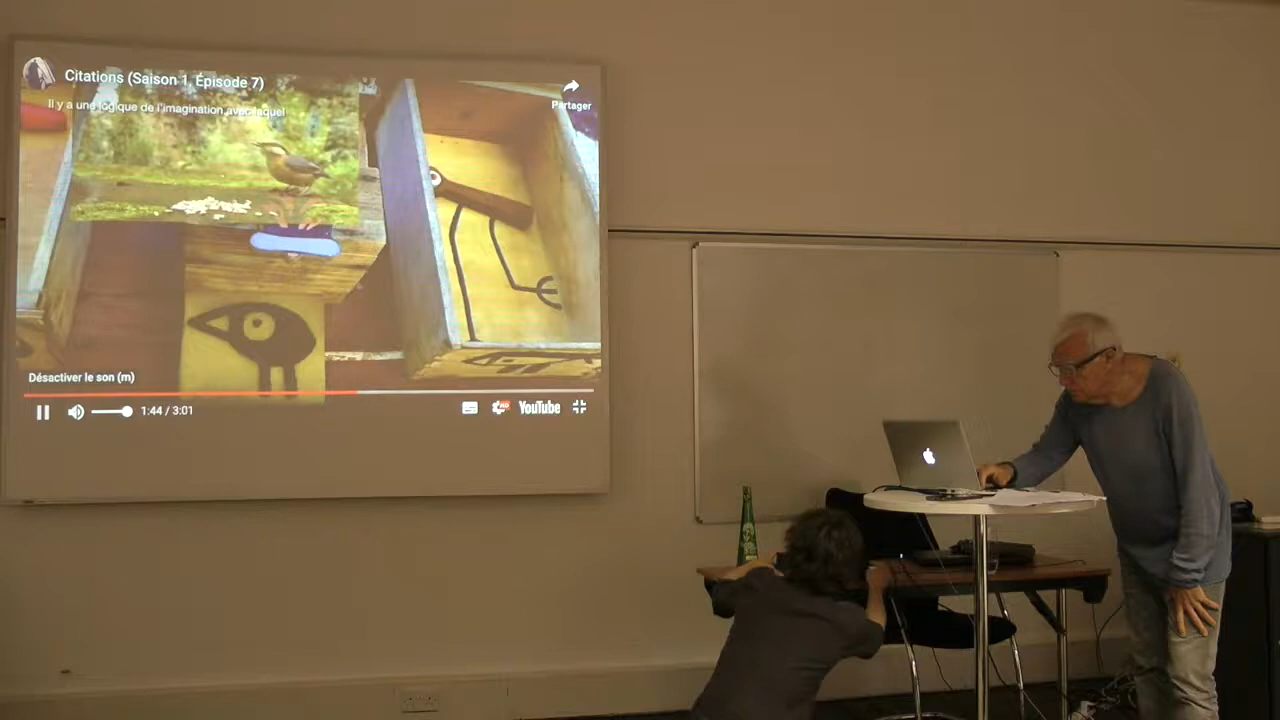 Citations (Saison 1, Épisode 7)
Il y a une logique de l'imagination avec laquel
Partager
Désactiver le son (m)
1:44 / 3:01
YouTube